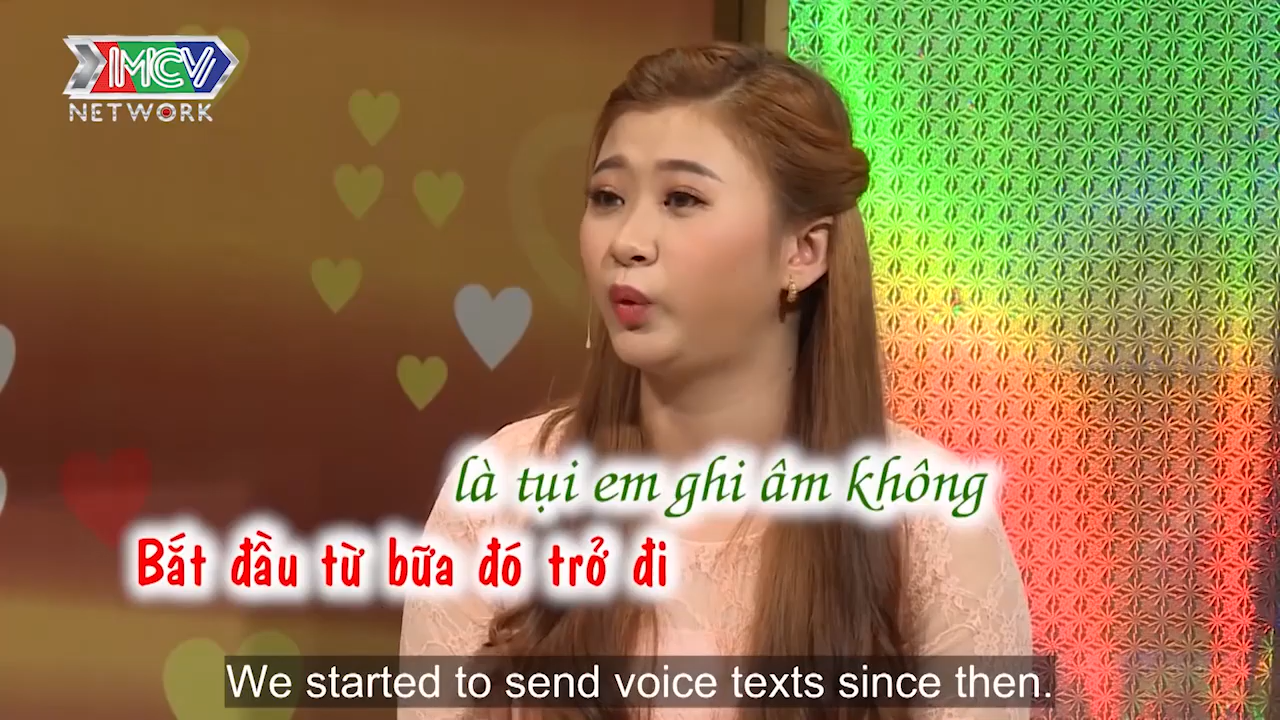 MCV
NETWORK
là tụi em ghi âm không
Bắt đầu từ bữa đó trở đi
We started to send voice texts since then.